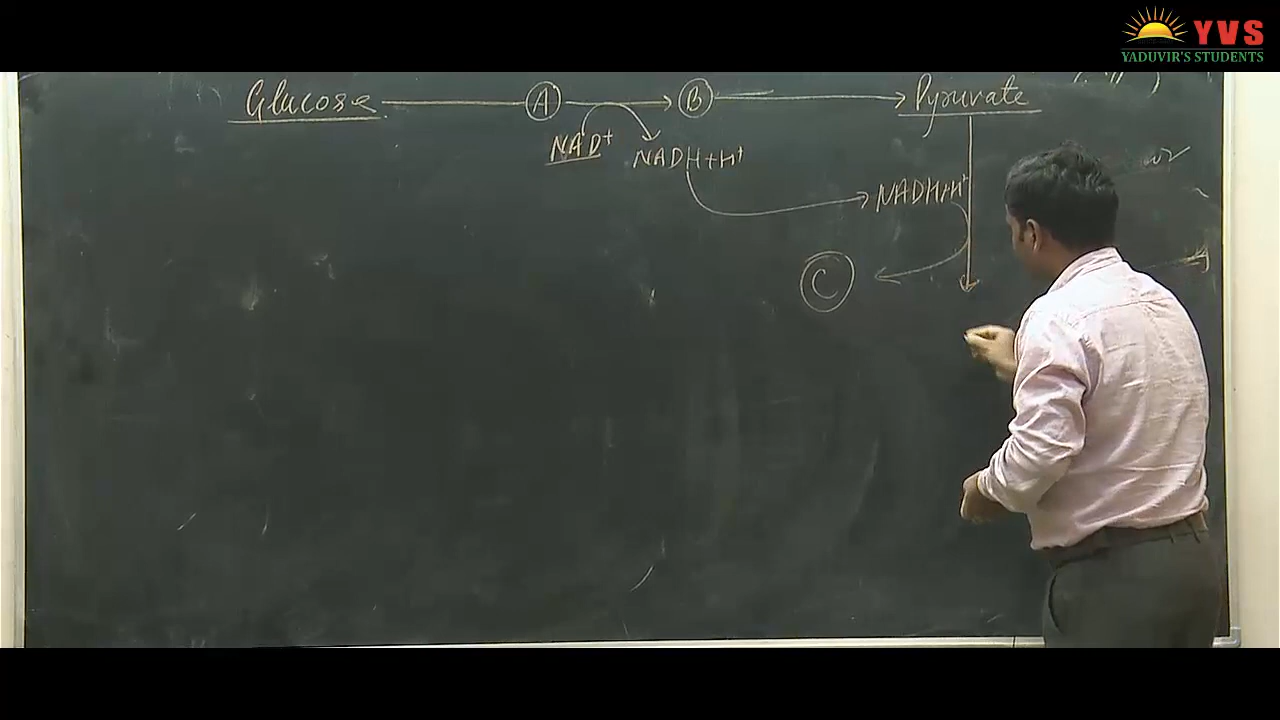 YVS
YADUVIR'S STUDENTS
Glucose A B Pyruvate
NAD+ NADH+H+
NADH+H+
C